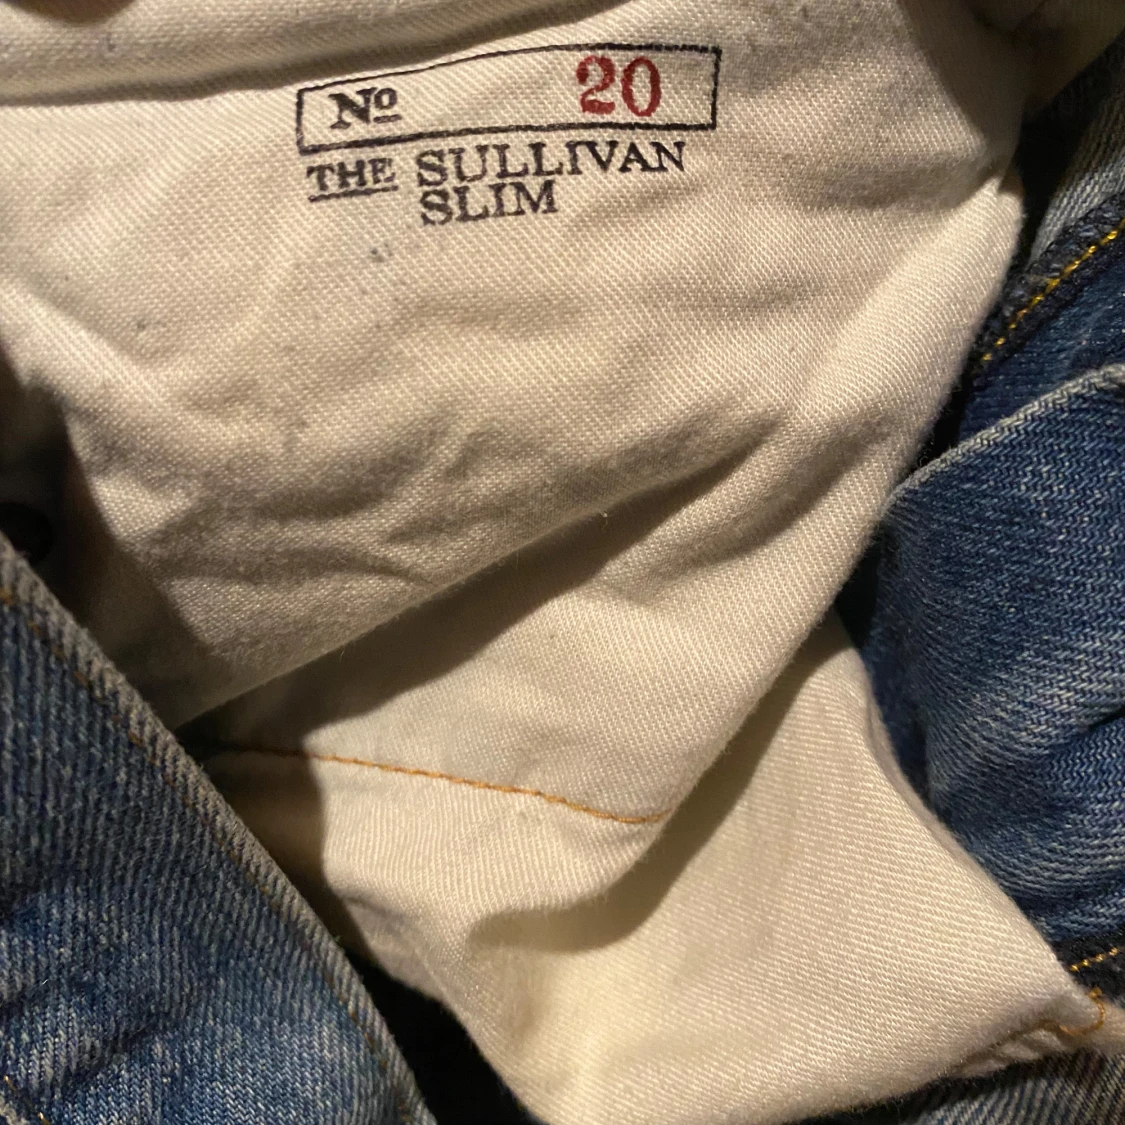 No 20
THE SULLIVAN
SLIM